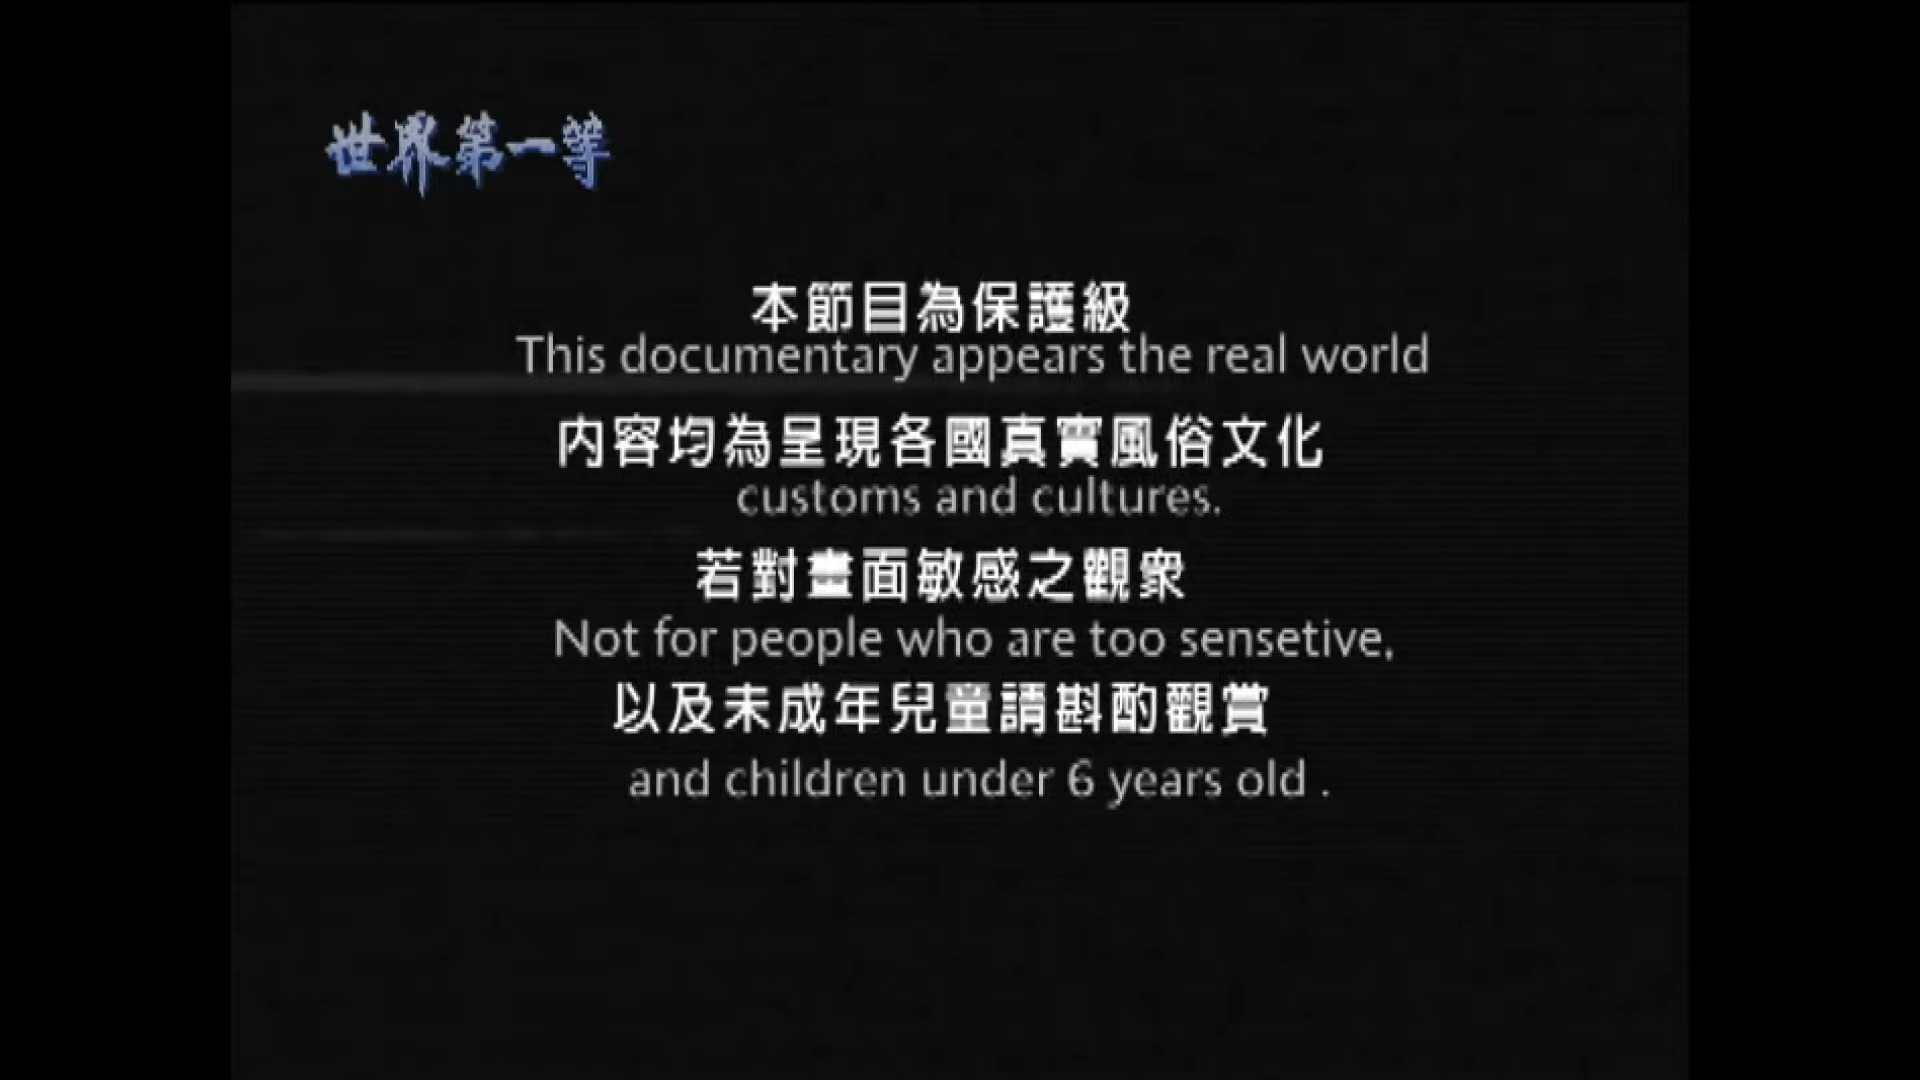 世界第一等
本節目為保護級
This documentary appears the real world
內容均為呈現各國真實風俗文化
customs and cultures.
若對畫面敏感之觀眾
Not for people who are too sensetive,
以及未成年兒童請斟酌觀賞
and children under 6 years old .